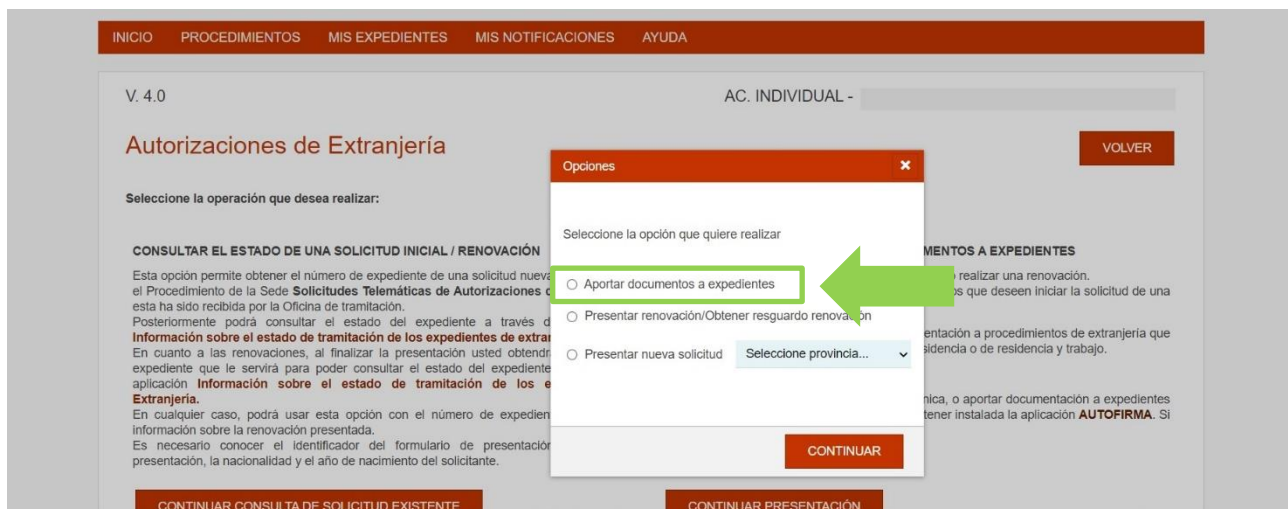 INICIO PROCEDIMIENTOS MIS EXPEDIENTES MIS NOTIFICACIONES AYUDA
V. 4.0 AC. INDIVIDUAL -
Autorizaciones de Extranjería
VOLVER
Seleccione la operación que desea realizar:
CONSULTAR EL ESTADO DE UNA SOLICITUD INICIAL / RENOVACIÓN
Esta opción permite obtener el número de expediente de una solicitud nueva
el Procedimiento de la Sede Solicitudes Telemáticas de Autorizaciones
esta ha sido recibida por la Oficina de tramitación.
Posteriormente podrá consultar el estado del expediente a través
Información sobre el estado de tramitación de los expedientes de
En cuanto a las renovaciones, al finalizar la presentación usted
expediente que le servirá para poder consultar el estado del expediente
aplicación Información sobre el estado de tramitación de los
Extranjería.
En cualquier caso, podrá usar esta opción con el número de
información sobre la renovación presentada.
Es necesario conocer el identificador del formulario de presentación
presentación, la nacionalidad y el año de nacimiento del solicitante.
CONTINUAR CONSULTA DE SOLICITUD EXISTENTE
Opciones
Seleccione la opción que quiere realizar
Aportar documentos a expedientes
Presentar renovación/Obtener resguardo renovación
Presentar nueva solicitud Seleccione provincia...
CONTINUAR
A EXPEDIENTES
realizar una renovación.
que deseen iniciar la solicitud de una
a procedimientos de extranjería que
o de residencia y trabajo.
o aportar documentación a expedientes
tener instalada la aplicación AUTOFIRMA. Si
CONTINUAR PRESENTACIÓN